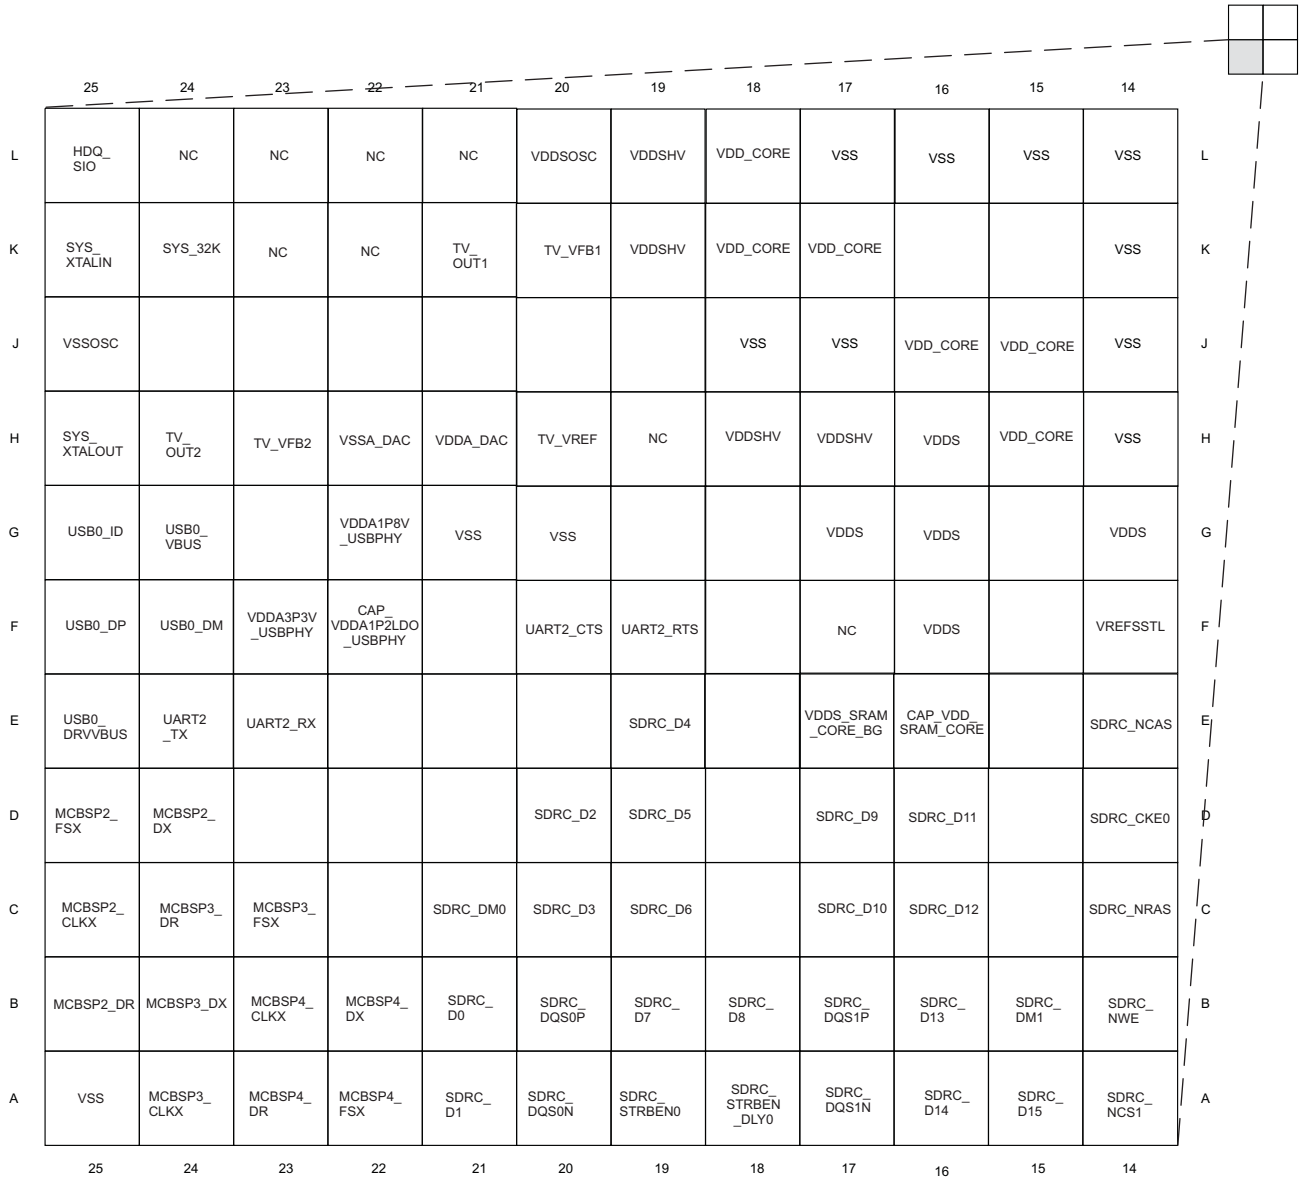 25 24 23 22 21 20 19 18 17 16 15 14
L HDQ_ NC NC NC NC VDDSOSC VDDSHV VDD_CORE VSS VSS VSS VSS L
SIO
K SYS_ SYS_32K NC NC TV_ TV_VFB1 VDDSHV VDD_CORE VDD_CORE VSS K
XTALIN OUT1
J VSSOSC VSS VSS VDD_CORE VDD_CORE VSS J
H SYS_ TV_ TV_VFB2 VSSA_DAC VDDA_DAC TV_VREF NC VDDSHV VDDSHV VDDS VDD_CORE VSS H
XTALOUT OUT2
G USB0_ID USB0_ VDDA1P8V VSS VSS VDDS VDDS VDDS G
VBUS _USBPHY
CAP_
F USB0_DP USB0_DM VDDA3P3V VDDA1P2LDO UART2_CTS UART2_RTS NC VDDS VREFSSTL F
_USBPHY _USBPHY
E USB0_ UART2 UART2_RX SDRC_D4 VDDS_SRAM CAP_VDD_ SDRC_NCAS E
DRVVBUS _TX _CORE_BG SRAM_CORE
D MCBSP2_ MCBSP2_ SDRC_D2 SDRC_D5 SDRC_D9 SDRC_D11 SDRC_CKE0 D
FSX DX
C MCBSP2_ MCBSP3_ MCBSP3_ SDRC_DM0 SDRC_D3 SDRC_D6 SDRC_D10 SDRC_D12 SDRC_NRAS C
CLKX DR FSX
B MCBSP2_DR MCBSP3_DX MCBSP4_ MCBSP4_ SDRC_ SDRC_ SDRC_ SDRC_ SDRC_ SDRC_ SDRC_ SDRC_ B
CLKX DX D0 DQS0P D7 D8 DQS1P D13 DM1 NWE
A VSS MCBSP3_ MCBSP4_ MCBSP4_ SDRC_ SDRC_ SDRC_ SDRC_ SDRC_ SDRC_ SDRC_ SDRC_ A
CLKX DR FSX D1 DQS0N STRBEN0 STRBEN DQS1N D14 D15 NCS1
_DLY0
25 24 23 22 21 20 19 18 17 16 15 14